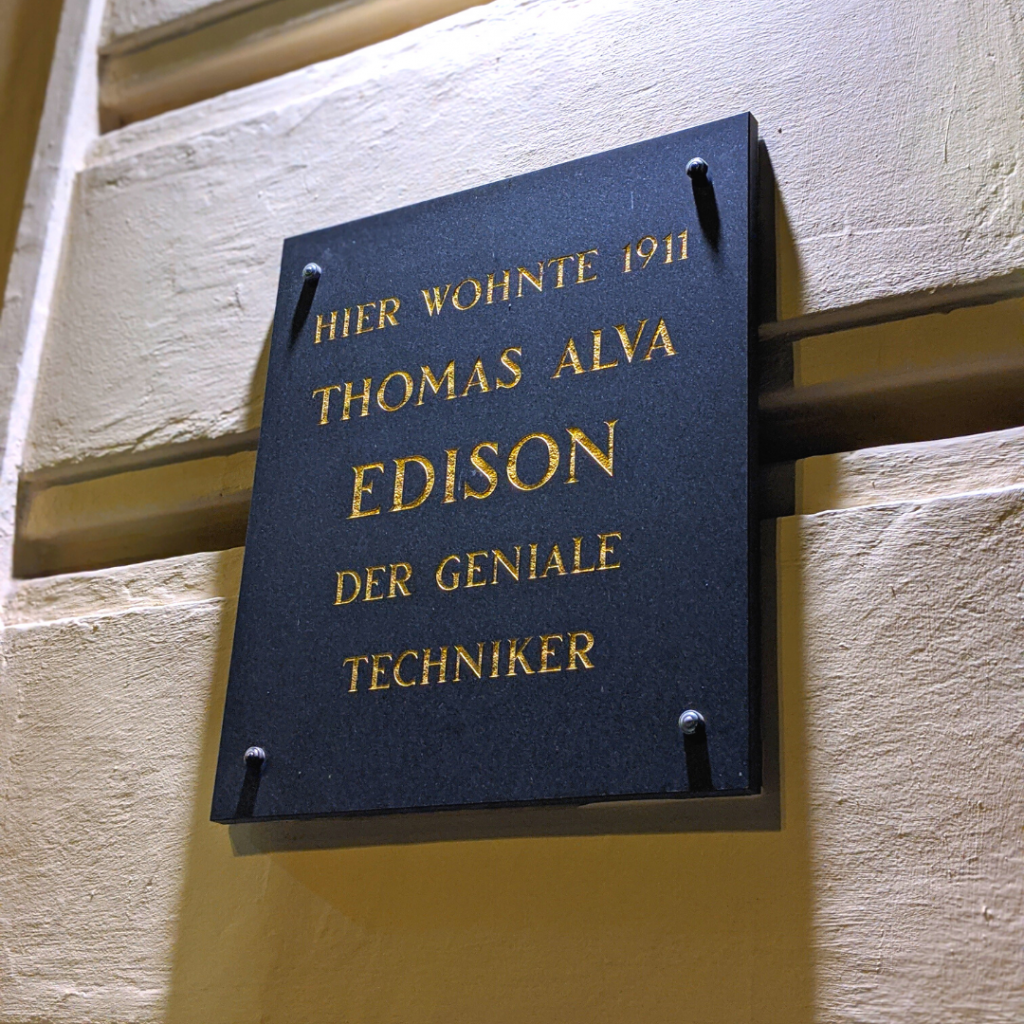 HIER WOHNTE 1911
THOMAS ALVA
EDISON
DER GENIALE
TECHNIKER